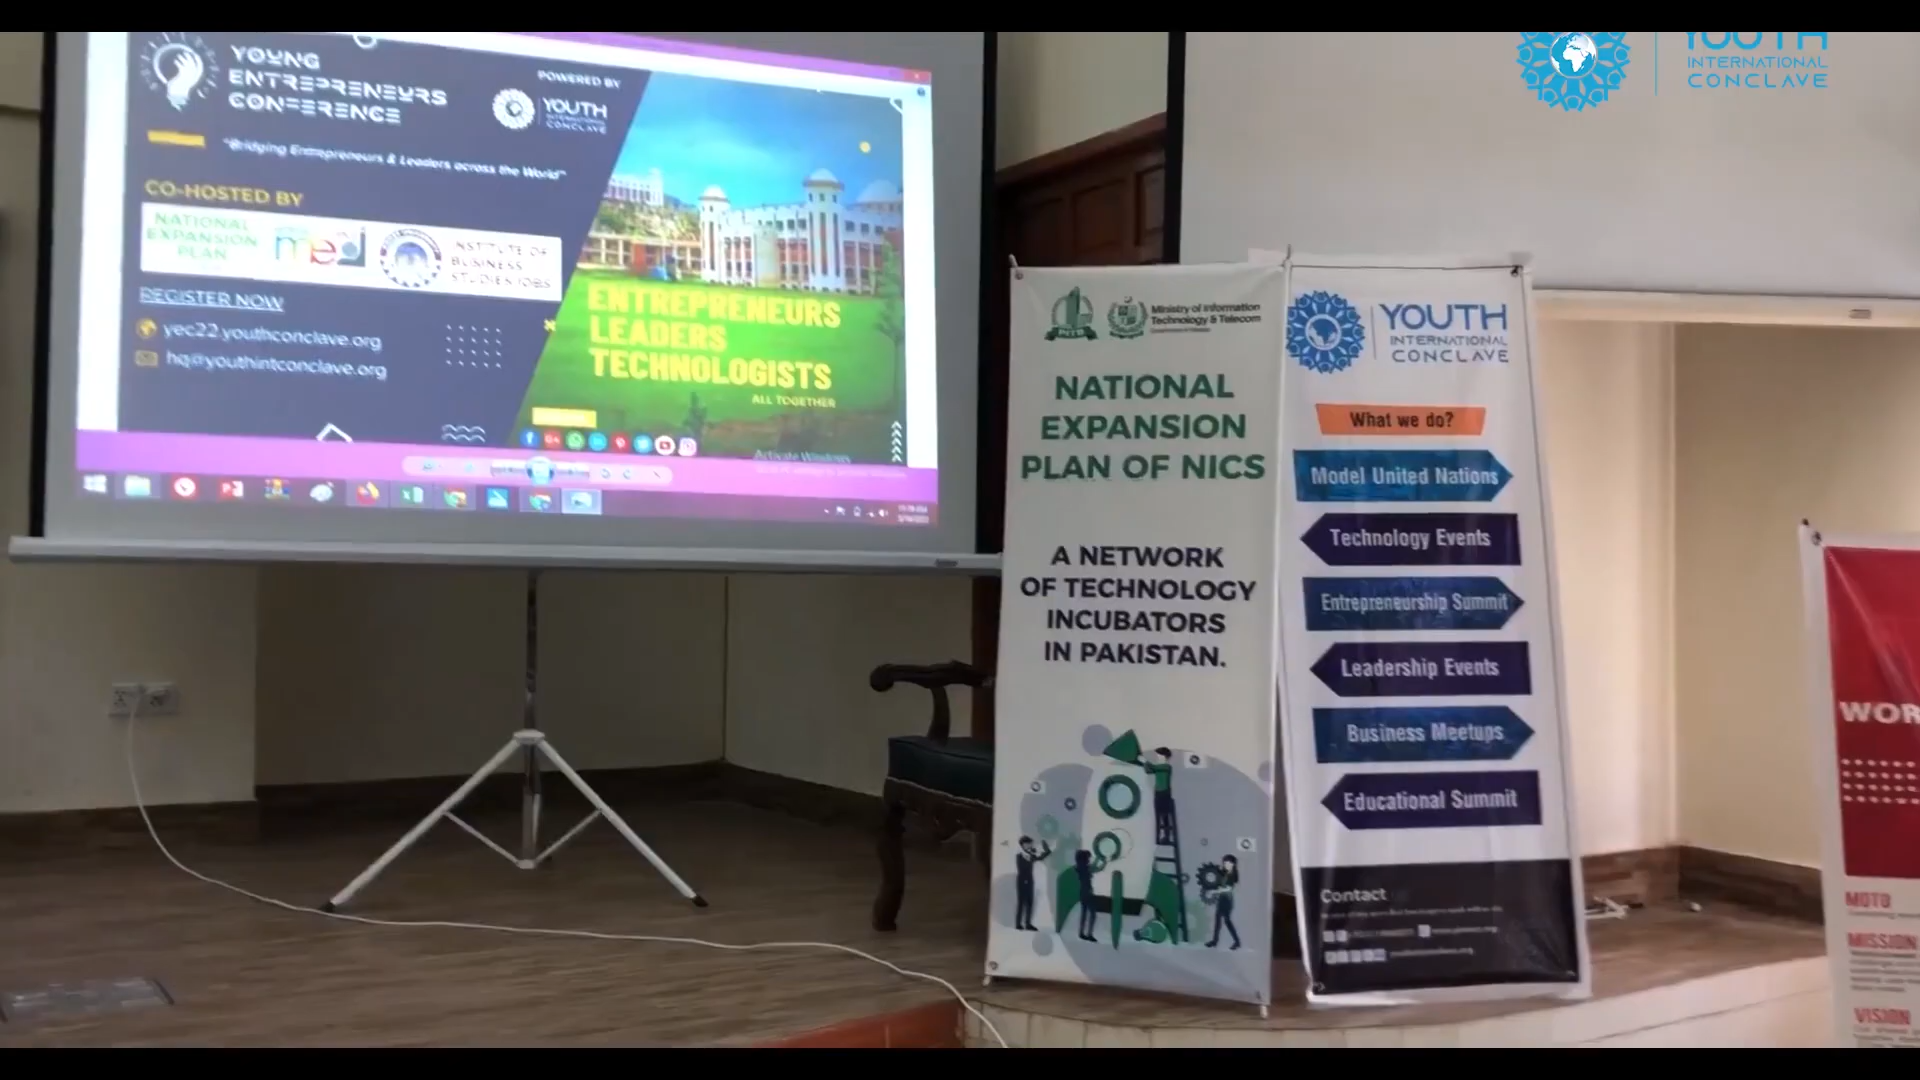 YOUNG
ENTREPRENEURS
CONFERENCE
POWERED BY
YOUTH
INTERNATIONAL
CONCLAVE
"Bridging Entrepreneurs & Leaders across the World"
CO-HOSTED BY
NATIONAL
EXPANSION
PLAN
INSTITUTE OF
BUSINESS
REGISTER NOW
yec22.youthconclave.org
hq@youthintconclave.org
ENTREPRENEURS
LEADERS
TECHNOLOGISTS
ALL TOGETHER
Activate Windows
Ministry of Information
Technology & Telecom
NATIONAL
EXPANSION
PLAN OF NICS
A NETWORK
OF TECHNOLOGY
INCUBATORS
IN PAKISTAN.
YOUTH
INTERNATIONAL
CONCLAVE
What we do?
Model United Nations
Technology Events
Entrepreneurship Summit
Leadership Events
Business Meetups
Educational Summit
Contact
YOUTH
INTERNATIONAL
CONCLAVE
WOR
MOTO
MISSION
VISION